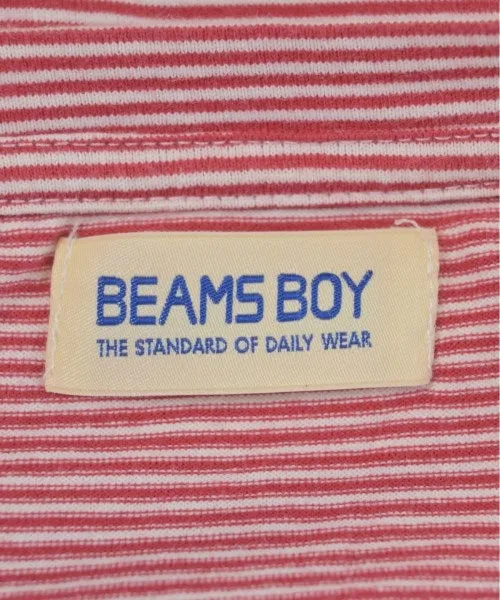 BEAMS BOY
THE STANDARD OF DAILY WEAR